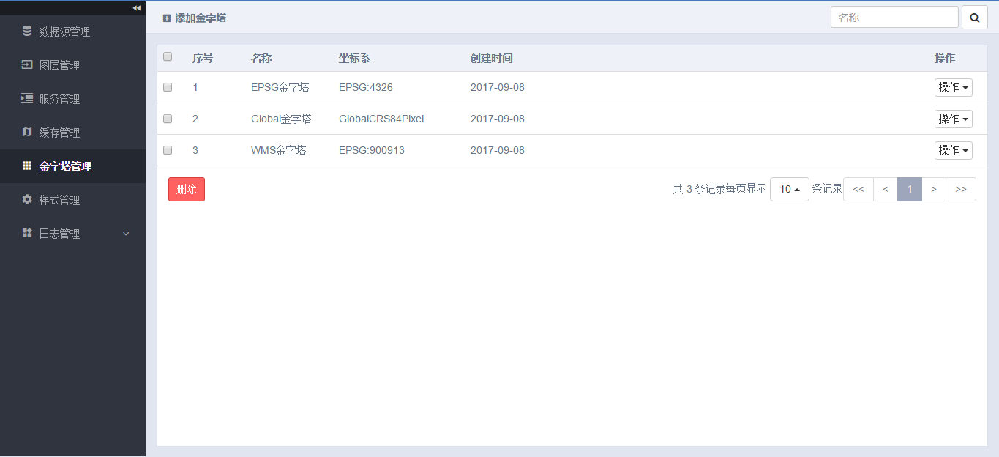 数据源管理
图层管理
服务管理
缓存管理
金字塔管理
样式管理
日志管理
添加金字塔
名称
序号 名称 坐标系 创建时间 操作
1 EPSG金字塔 EPSG:4326 2017-09-08 操作
2 Global金字塔 GlobalCRS84Pixel 2017-09-08 操作
3 WMS金字塔 EPSG:900913 2017-09-08 操作
删除 共 3 条记录每页显示 10 条记录 << < 1 > >>